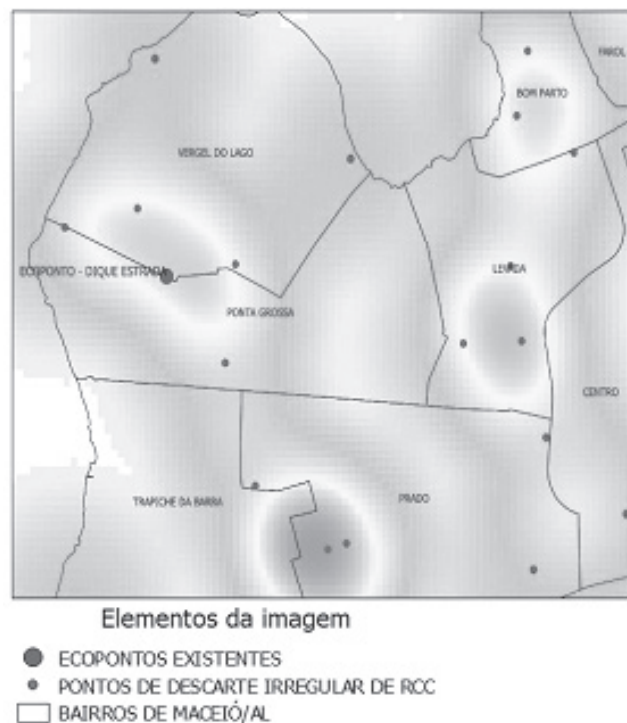 FAROL
BOM PARTO
VERGEL DO LAGO
LEVADA
ECOPONTO - DIQUE ESTRADA
PONTA GROSSA
CENTRO
TRAPICHE DA BARRA
PRADO
Elementos da imagem
ECOPONTOS EXISTENTES
PONTOS DE DESCARTE IRREGULAR DE RCC
BAIRROS DE MACEIÓ/AL